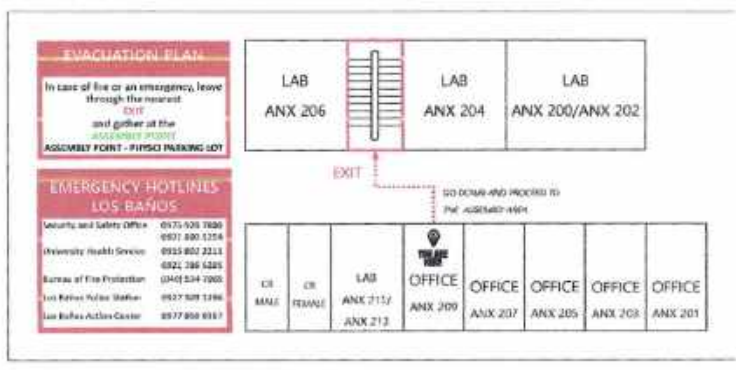 EVACUATION PLAN
In case of fire or an emergency, leave
through the nearest
EXIT
and gather at the
ASSEMBLY POINT
ASSEMBLY POINT - PHYSCI PARKING LOT
EMERGENCY HOTLINES
LOS BAÑOS
Security and Safety Office
University Health Service
Bureau of Fire Protection
Los Baños Police Station
Los Baños Action Center
LAB
ANX 206
LAB
ANX 204
LAB
ANX 200/ANX 202
EXIT
GO DOWN AND PROCEED TO
THE ASSEMBLY AREA
CR
MALE
CR
FEMALE
LAB
ANX 211/
ANX 213
YOU ARE
HERE
OFFICE
ANX 209
OFFICE
ANX 207
OFFICE
ANX 205
OFFICE
ANX 203
OFFICE
ANX 201